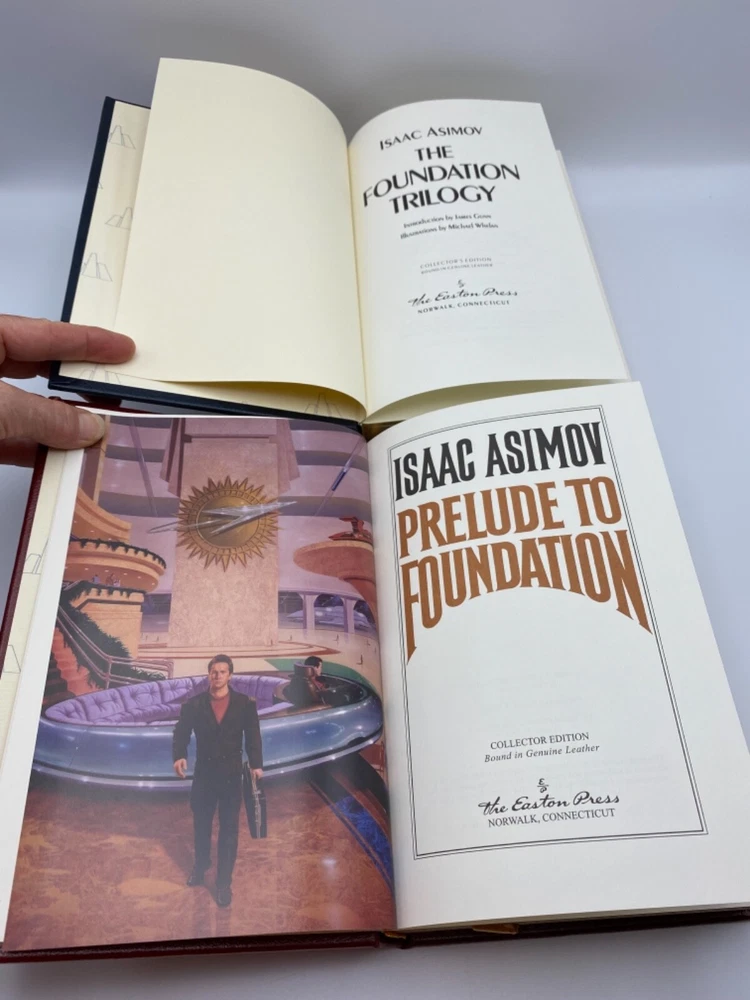 ISAAC ASIMOV
THE
FOUNDATION
TRILOGY
Introduction by James Gunn
Illustrations by Michael Whelan
COLLECTOR'S EDITION
BOUND IN GENUINE LEATHER
The Easton Press
NORWALK, CONNECTICUT
ISAAC ASIMOV
PRELUDE TO
FOUNDATION
COLLECTOR EDITION
Bound in Genuine Leather
The Easton Press
NORWALK, CONNECTICUT